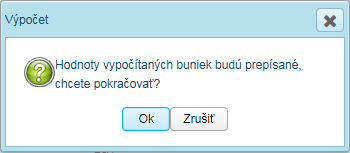 Výpočet
Hodnoty vypočítaných buniek budú prepísané,
chcete pokračovať?
Ok
Zrušiť